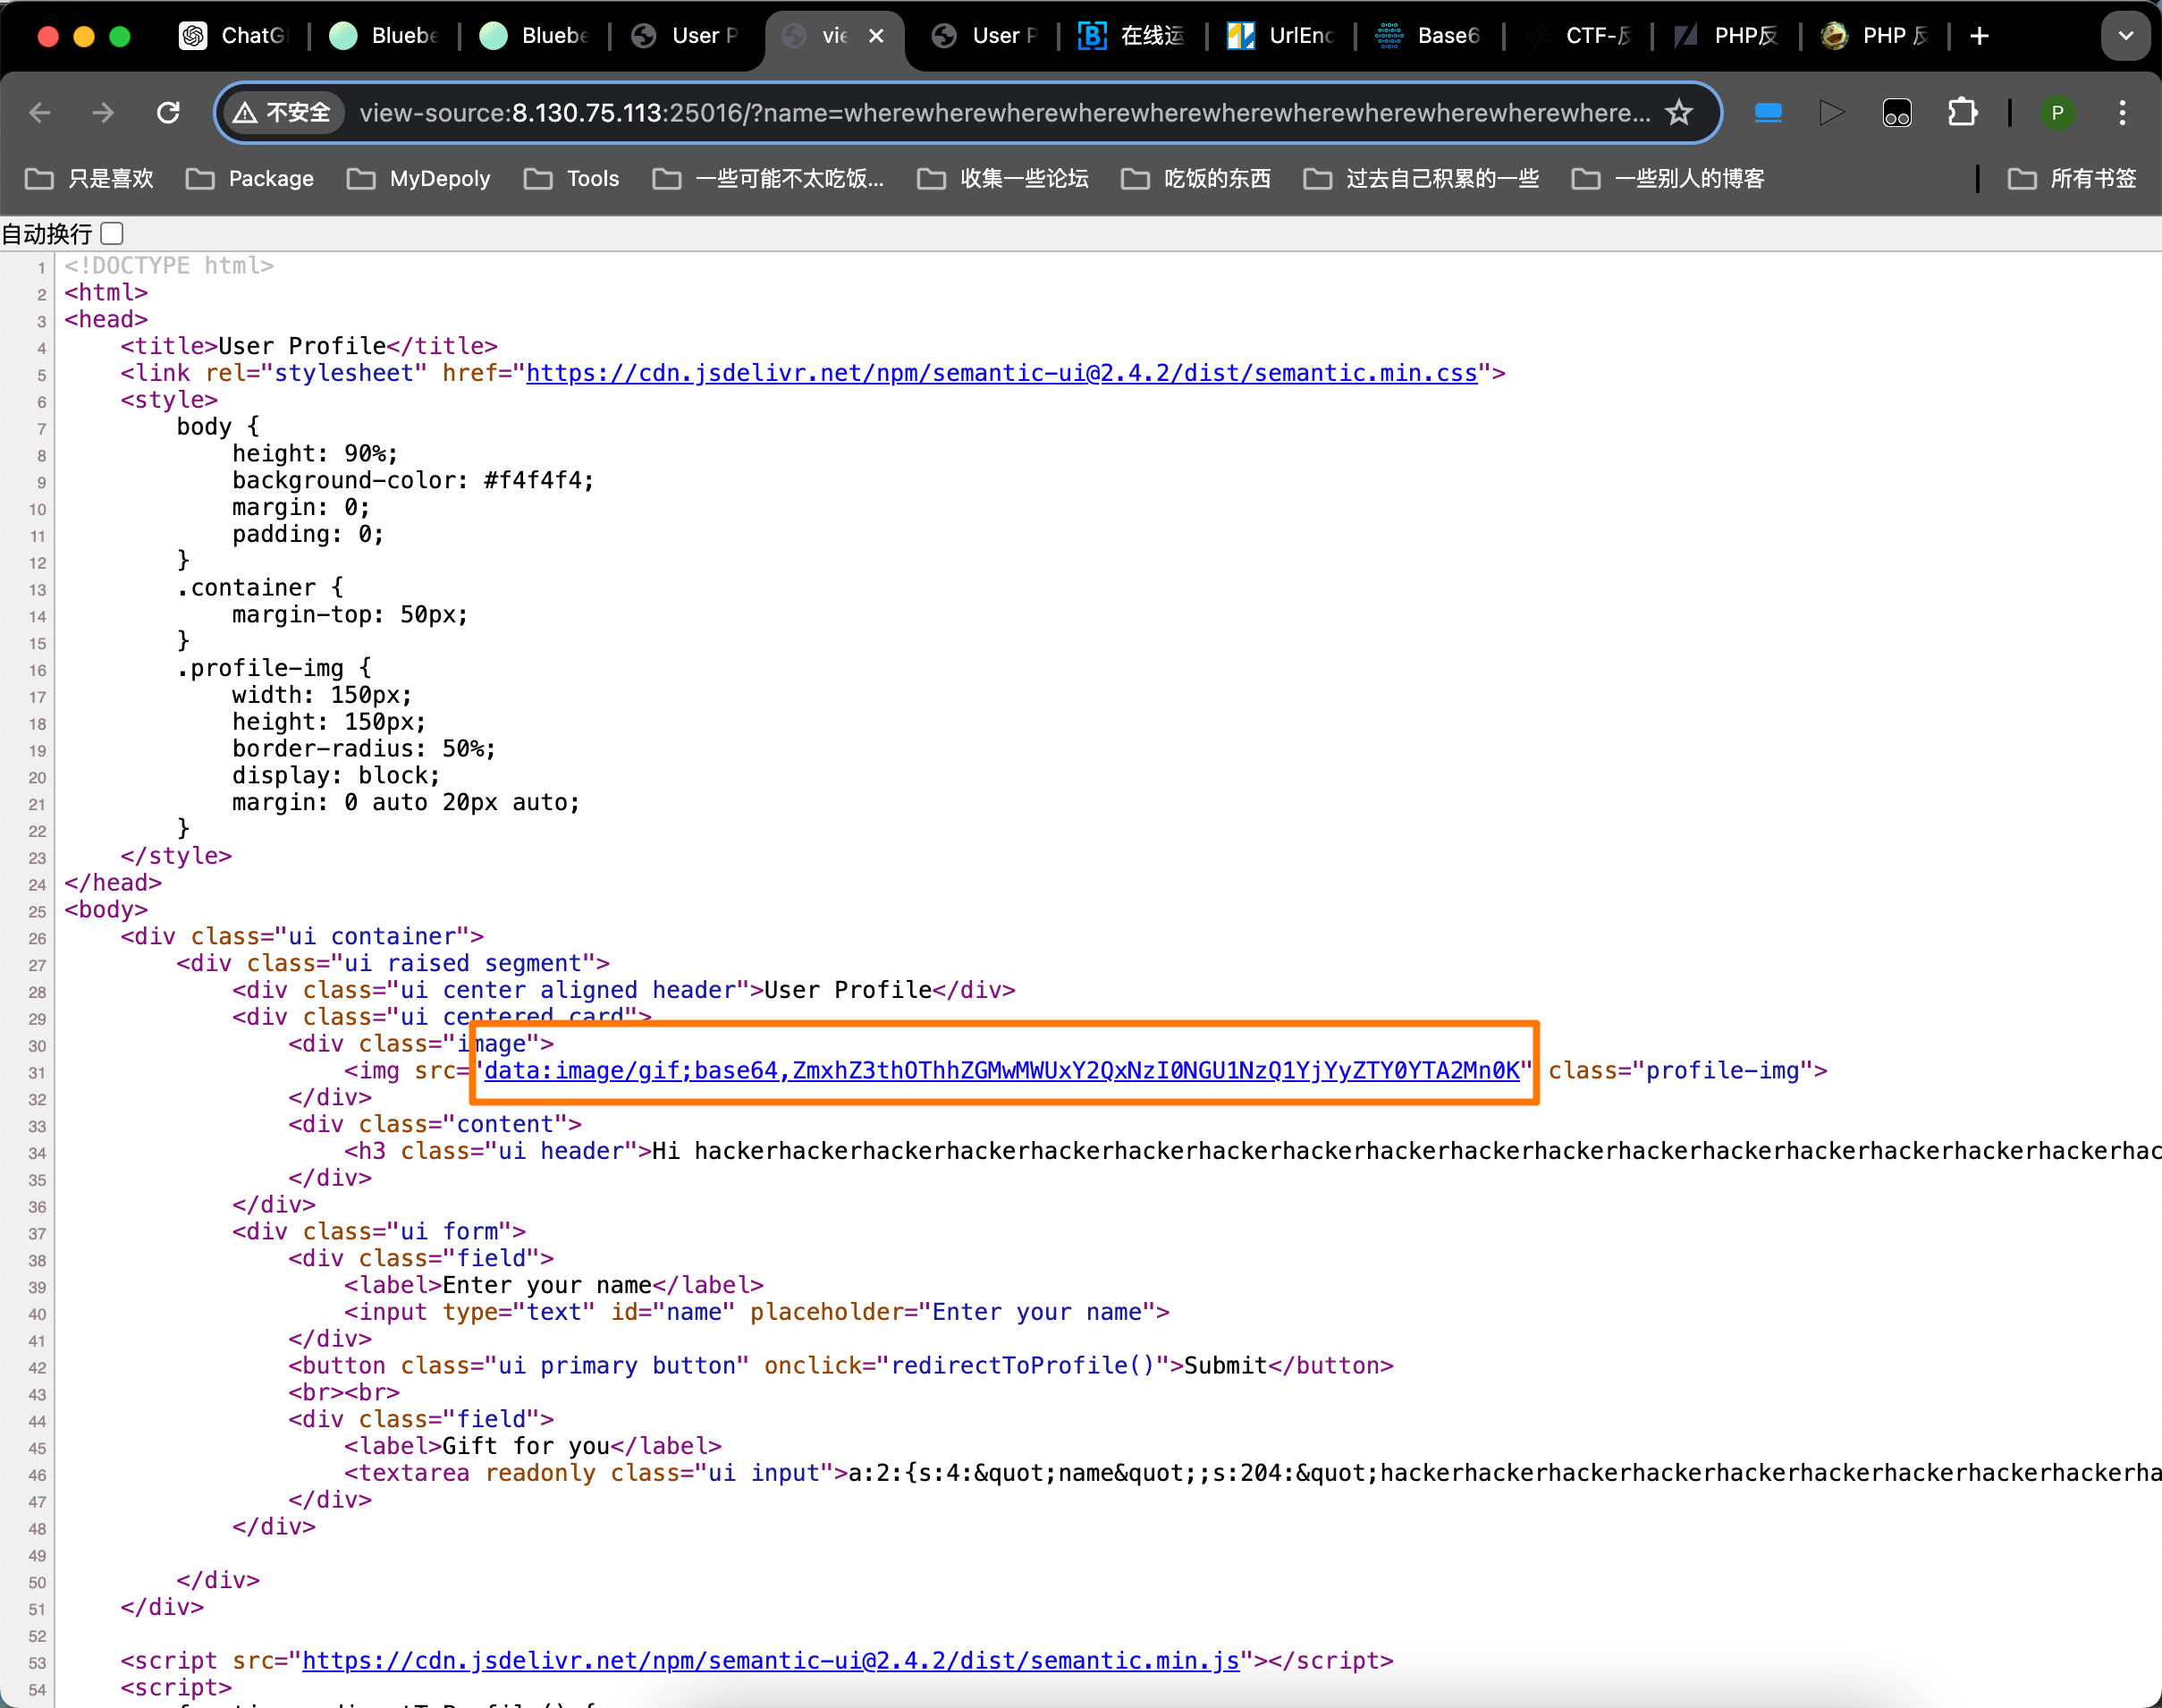 ChatG
Bluebe
Bluebe
User P
vie
User P
在线运
UrlEnc
Base6
CTF-反
PHP反
PHP 反
不安全
view-source:8.130.75.113:25016/?name=wherewherewherewherewherewherewherewherewherewherewhere...
P
只是喜欢
Package
MyDepoly
Tools
一些可能不太吃饭...
收集一些论坛
吃饭的东西
过去自己积累的一些
一些别人的博客
所有书签
自动换行
1 <!DOCTYPE html>
2 <html>
3 <head>
4     <title>User Profile</title>
5     <link rel="stylesheet" href="https://cdn.jsdelivr.net/npm/semantic-ui@2.4.2/dist/semantic.min.css">
6     <style>
7         body {
8             height: 90%;
9             background-color: #f4f4f4;
10             margin: 0;
11             padding: 0;
12         }
13         .container {
14             margin-top: 50px;
15         }
16         .profile-img {
17             width: 150px;
18             height: 150px;
19             border-radius: 50%;
20             display: block;
21             margin: 0 auto 20px auto;
22         }
23     </style>
24 </head>
25 <body>
26     <div class="ui container">
27         <div class="ui raised segment">
28             <div class="ui center aligned header">User Profile</div>
29             <div class="ui centered card">
30                 <div class="image">
31                     <img src="data:image/gif;base64,ZmxhZ3thOThhZGMwMWUxY2QxNzI0NGU1NzQ1YjYyZTY0YTA2Mn0K" class="profile-img">
32                 </div>
33                 <div class="content">
34                     <h3 class="ui header">Hi hackerhackerhackerhackerhackerhackerhackerhackerhackerhackerhackerhackerhackerhackerhackerhackerhackerhac
35                 </div>
36             </div>
37             <div class="ui form">
38                 <div class="field">
39                     <label>Enter your name</label>
40                     <input type="text" id="name" placeholder="Enter your name">
41                 </div>
42                 <button class="ui primary button" onclick="redirectToProfile()">Submit</button>
43                 <br><br>
44                 <div class="field">
45                     <label>Gift for you</label>
46                     <textarea readonly class="ui input">a:2:{s:4:&quot;name&quot;;s:204:&quot;hackerhackerhackerhackerhackerhackerhackerhackerhackerha
47                 </div>
48             </div>
49
50         </div>
51     </div>
52
53     <script src="https://cdn.jsdelivr.net/npm/semantic-ui@2.4.2/dist/semantic.min.js"></script>
54     <script>